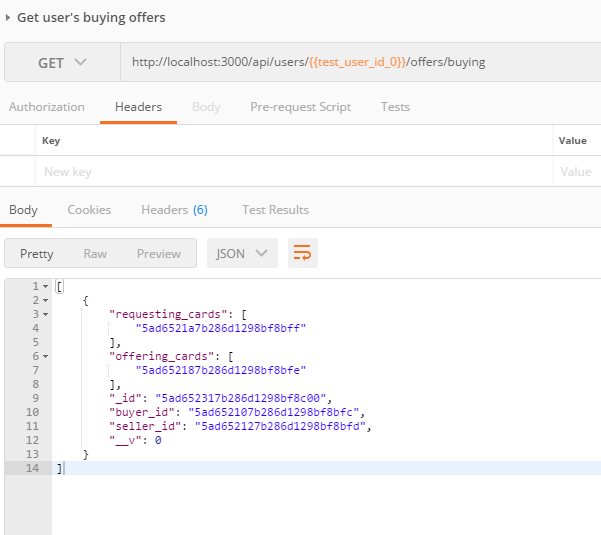 Get user's buying offers
GET http://localhost:3000/api/users/{{test_user_id_0}}/offers/buying
Authorization Headers Body Pre-request Script Tests
Key Value
New key Value
Body Cookies Headers (6) Test Results
Pretty Raw Preview JSON
1 [
2 {
3 "requesting_cards": [
4 "5ad6521a7b286d1298bf8bff"
5 ],
6 "offering_cards": [
7 "5ad652187b286d1298bf8bfe"
8 ],
9 "_id": "5ad652317b286d1298bf8c00",
10 "buyer_id": "5ad652107b286d1298bf8bfc",
11 "seller_id": "5ad652127b286d1298bf8bfd",
12 "__v": 0
13 }
14 ]